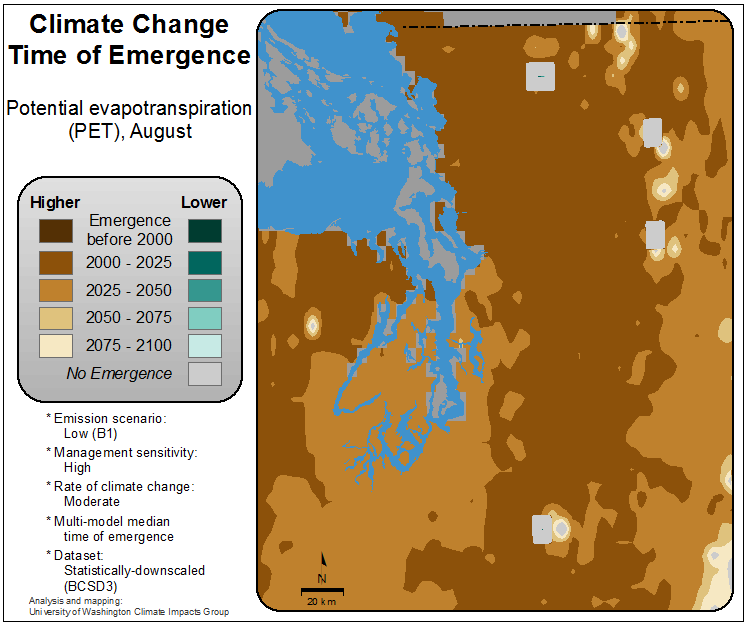 Climate Change
Time of Emergence
Potential evapotranspiration
(PET), August
Higher
Lower
Emergence
before 2000
2000 - 2025
2025 - 2050
2050 - 2075
2075 - 2100
No Emergence
* Emission scenario:
Low (B1)
* Management sensitivity:
High
* Rate of climate change:
Moderate
* Multi-model median
time of emergence
* Dataset:
Statistically-downscaled
(BCSD3)
Analysis and mapping:
University of Washington Climate Impacts Group
N
20 km